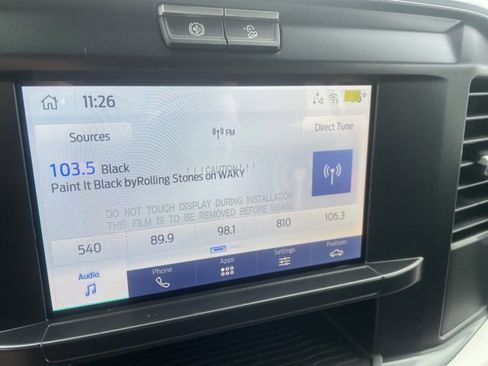 11:26
Sources
FM
Direct Tune
103.5 Black
! ! !CAUTION! ! !
Paint It Black byRolling Stones on WAKY
DO NOT TOUCH DISPLAY DURING INSTALLATION
THIS FILM IS TO BE REMOVED BEFORE USAGE
540 89.9 98.1 810 106.3
Audio Phone Apps Settings Features